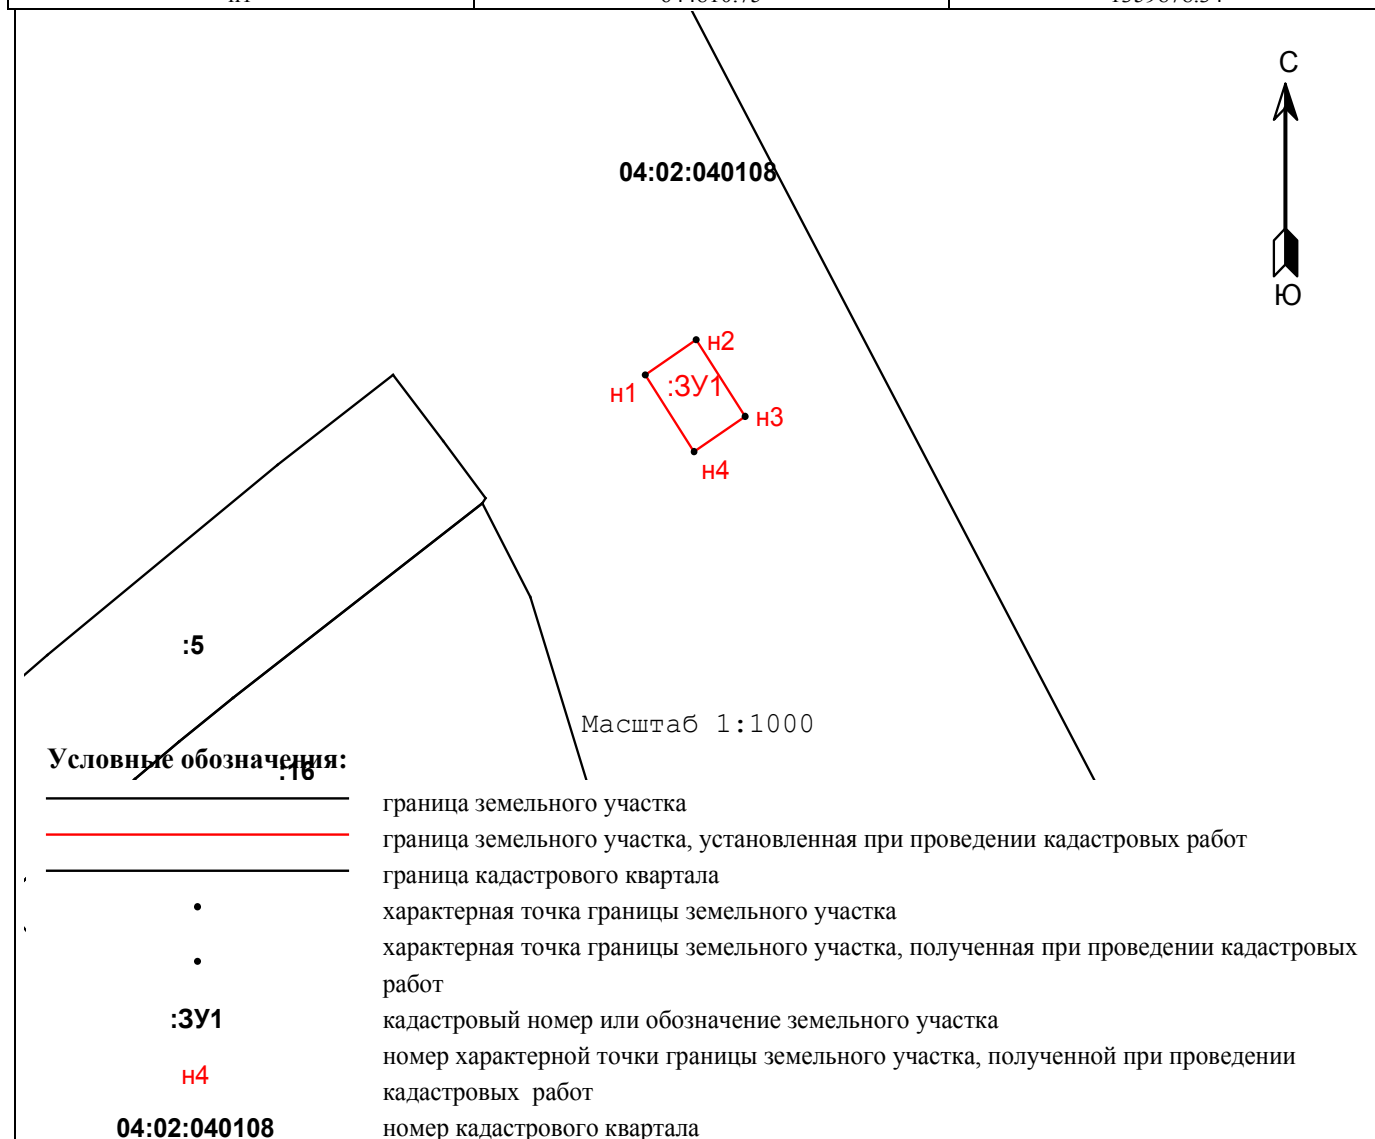 С
04:02:040108
Ю
н2
:ЗУ1
н1
н3
н4
:5
Масштаб 1:1000
Условные обозначения:
:16
граница земельного участка
граница земельного участка, установленная при проведении кадастровых работ
граница кадастрового квартала
характерная точка границы земельного участка
характерная точка границы земельного участка, полученная при проведении кадастровых
работ
:ЗУ1 кадастровый номер или обозначение земельного участка
номер характерной точки границы земельного участка, полученной при проведении
н4
кадастровых работ
04:02:040108 номер кадастрового квартала